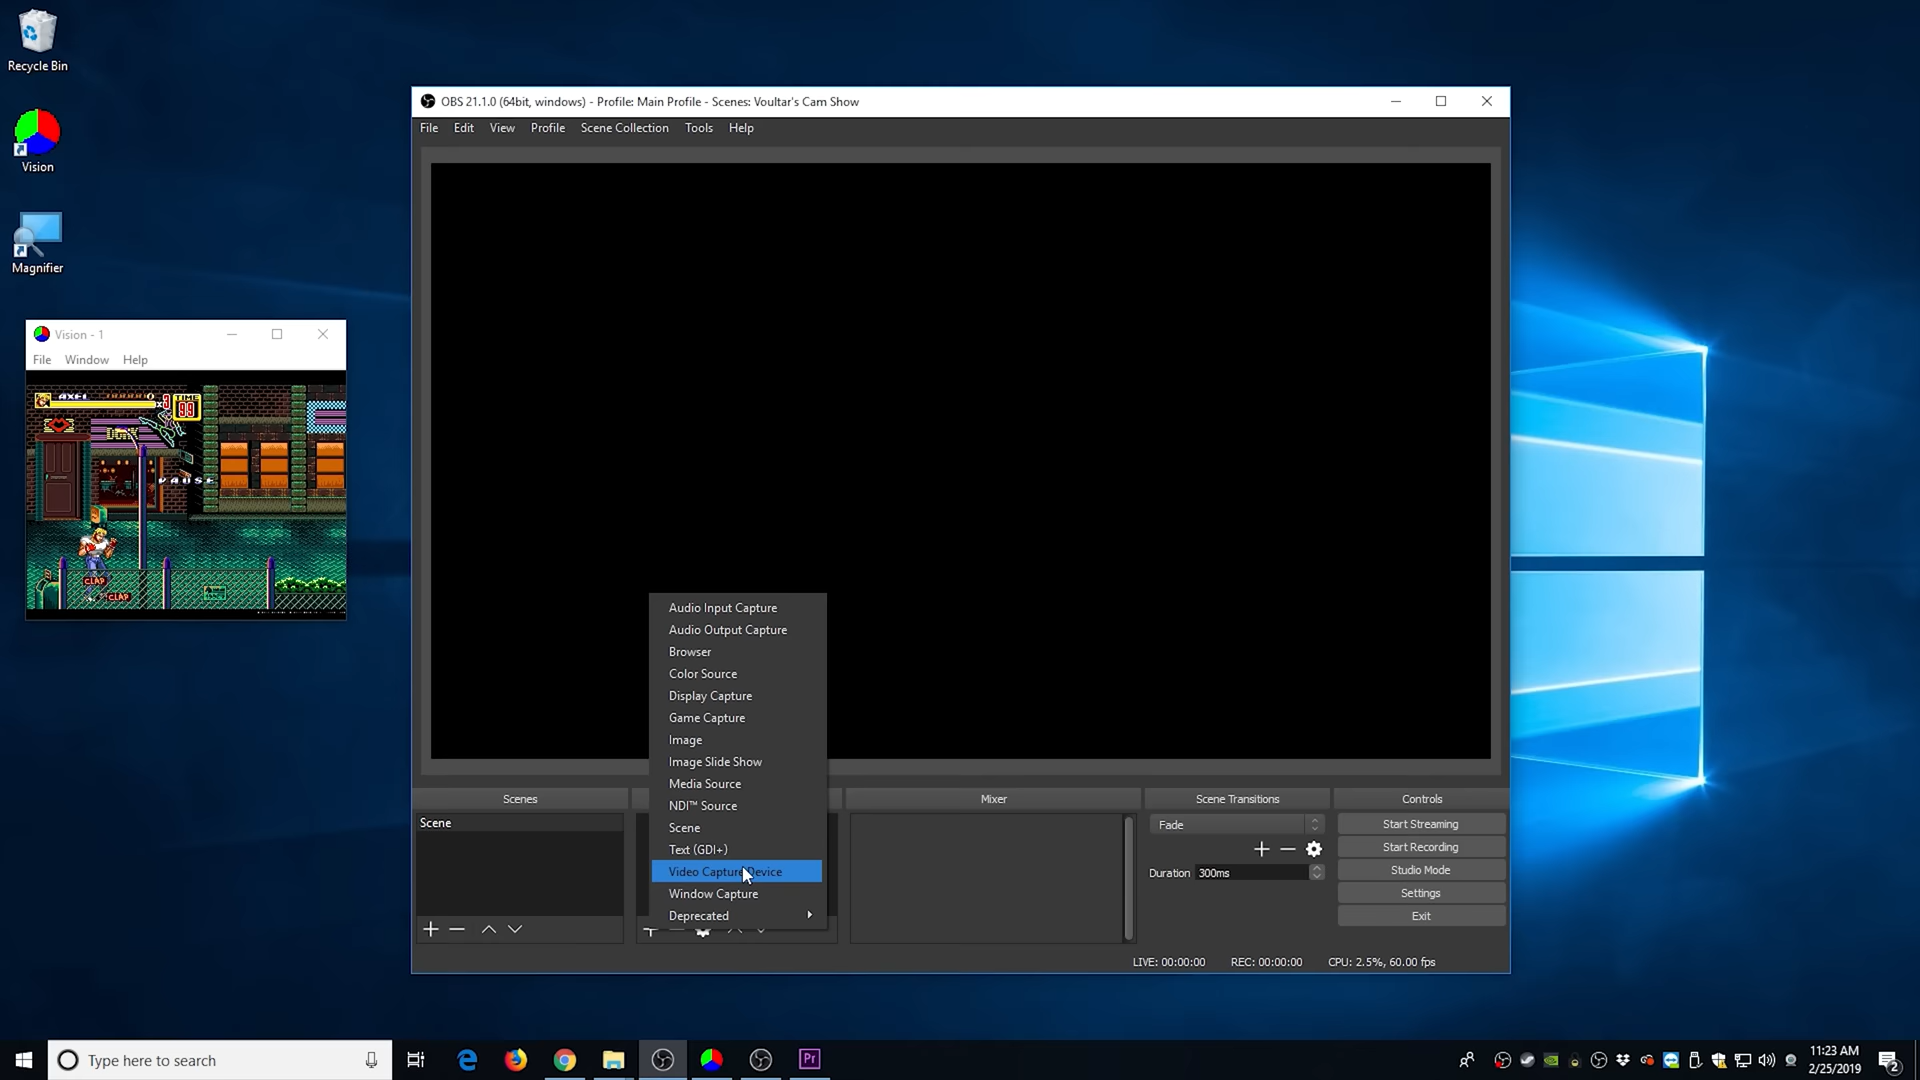 Recycle Bin
Vision
Magnifier
Vision - 1
File Window Help
AXEL
TIME
99
3
PAUSE
CLAP
CLAP
OBS 21.1.0 (64bit, windows) - Profile: Main Profile - Scenes: Voultar's Cam Show
File Edit View Profile Scene Collection Tools Help
Audio Input Capture
Audio Output Capture
Browser
Color Source
Display Capture
Game Capture
Image
Image Slide Show
Media Source
NDI™ Source
Scene
Text (GDI+)
Video Capture Device
Window Capture
Deprecated
Scenes
Scene
Mixer
Scene Transitions
Fade
Duration 300ms
Controls
Start Streaming
Start Recording
Studio Mode
Settings
Exit
LIVE: 00:00:00 REC: 00:00:00 CPU: 2.5%, 60.00 fps
Type here to search
Pr
11:23 AM
2/25/2019
2